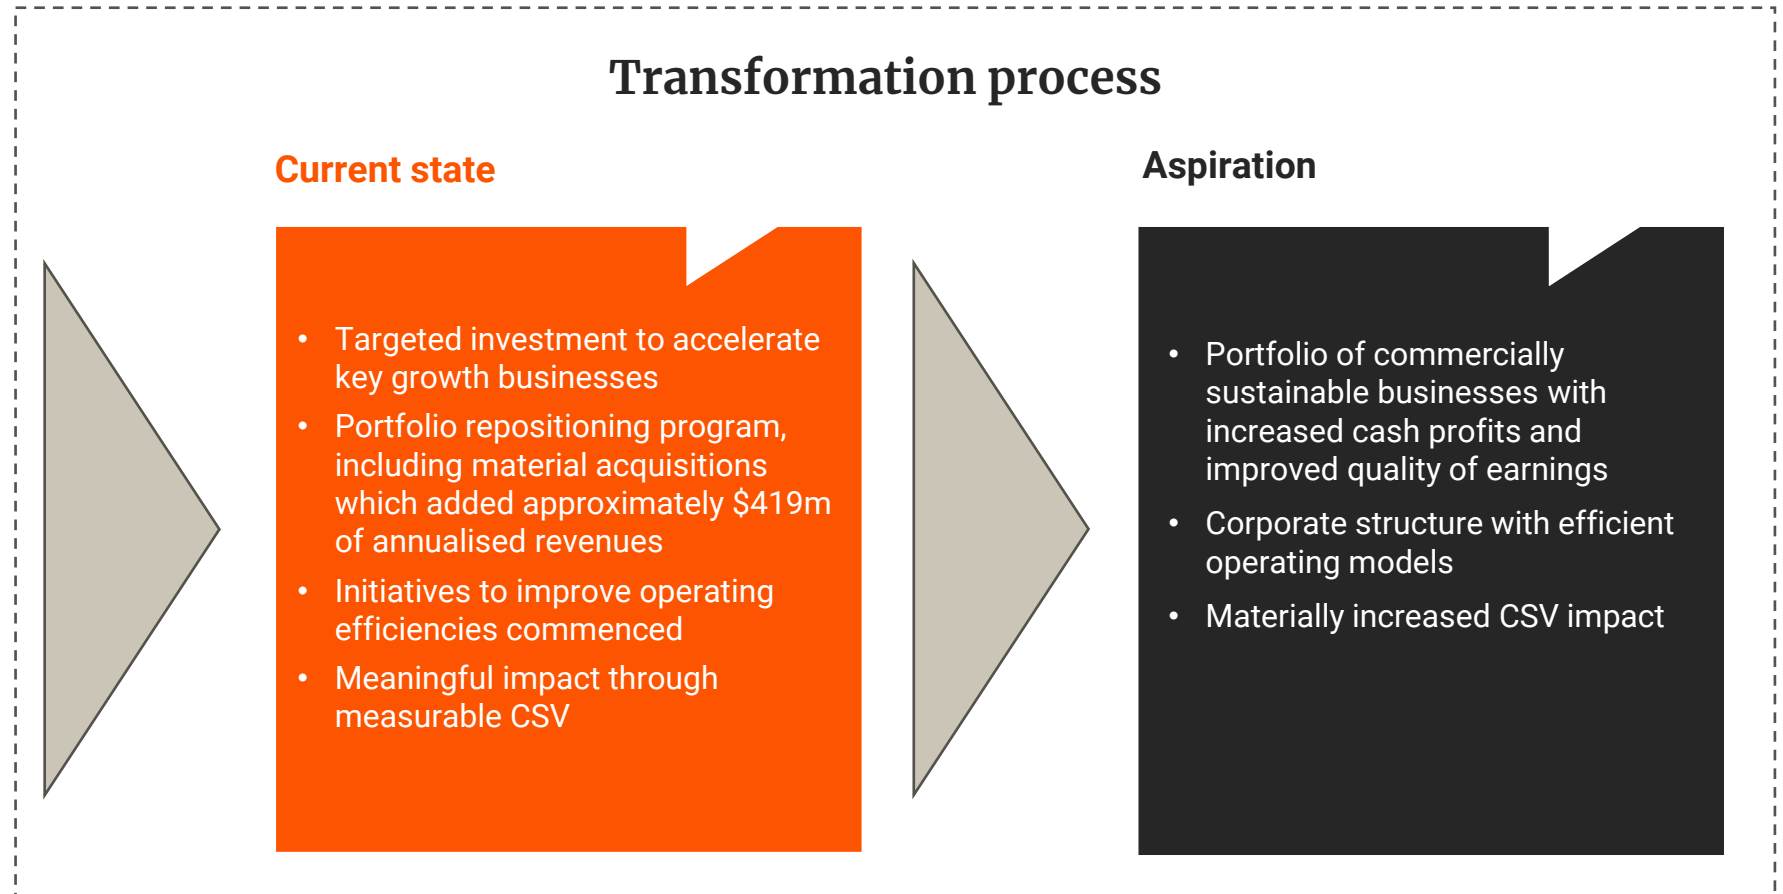 Transformation process
Current state
• Targeted investment to accelerate
key growth businesses
• Portfolio repositioning program,
including material acquisitions
which added approximately $419m
of annualised revenues
• Initiatives to improve operating
efficiencies commenced
• Meaningful impact through
measurable CSV
Aspiration
• Portfolio of commercially
sustainable businesses with
increased cash profits and
improved quality of earnings
• Corporate structure with efficient
operating models
• Materially increased CSV impact